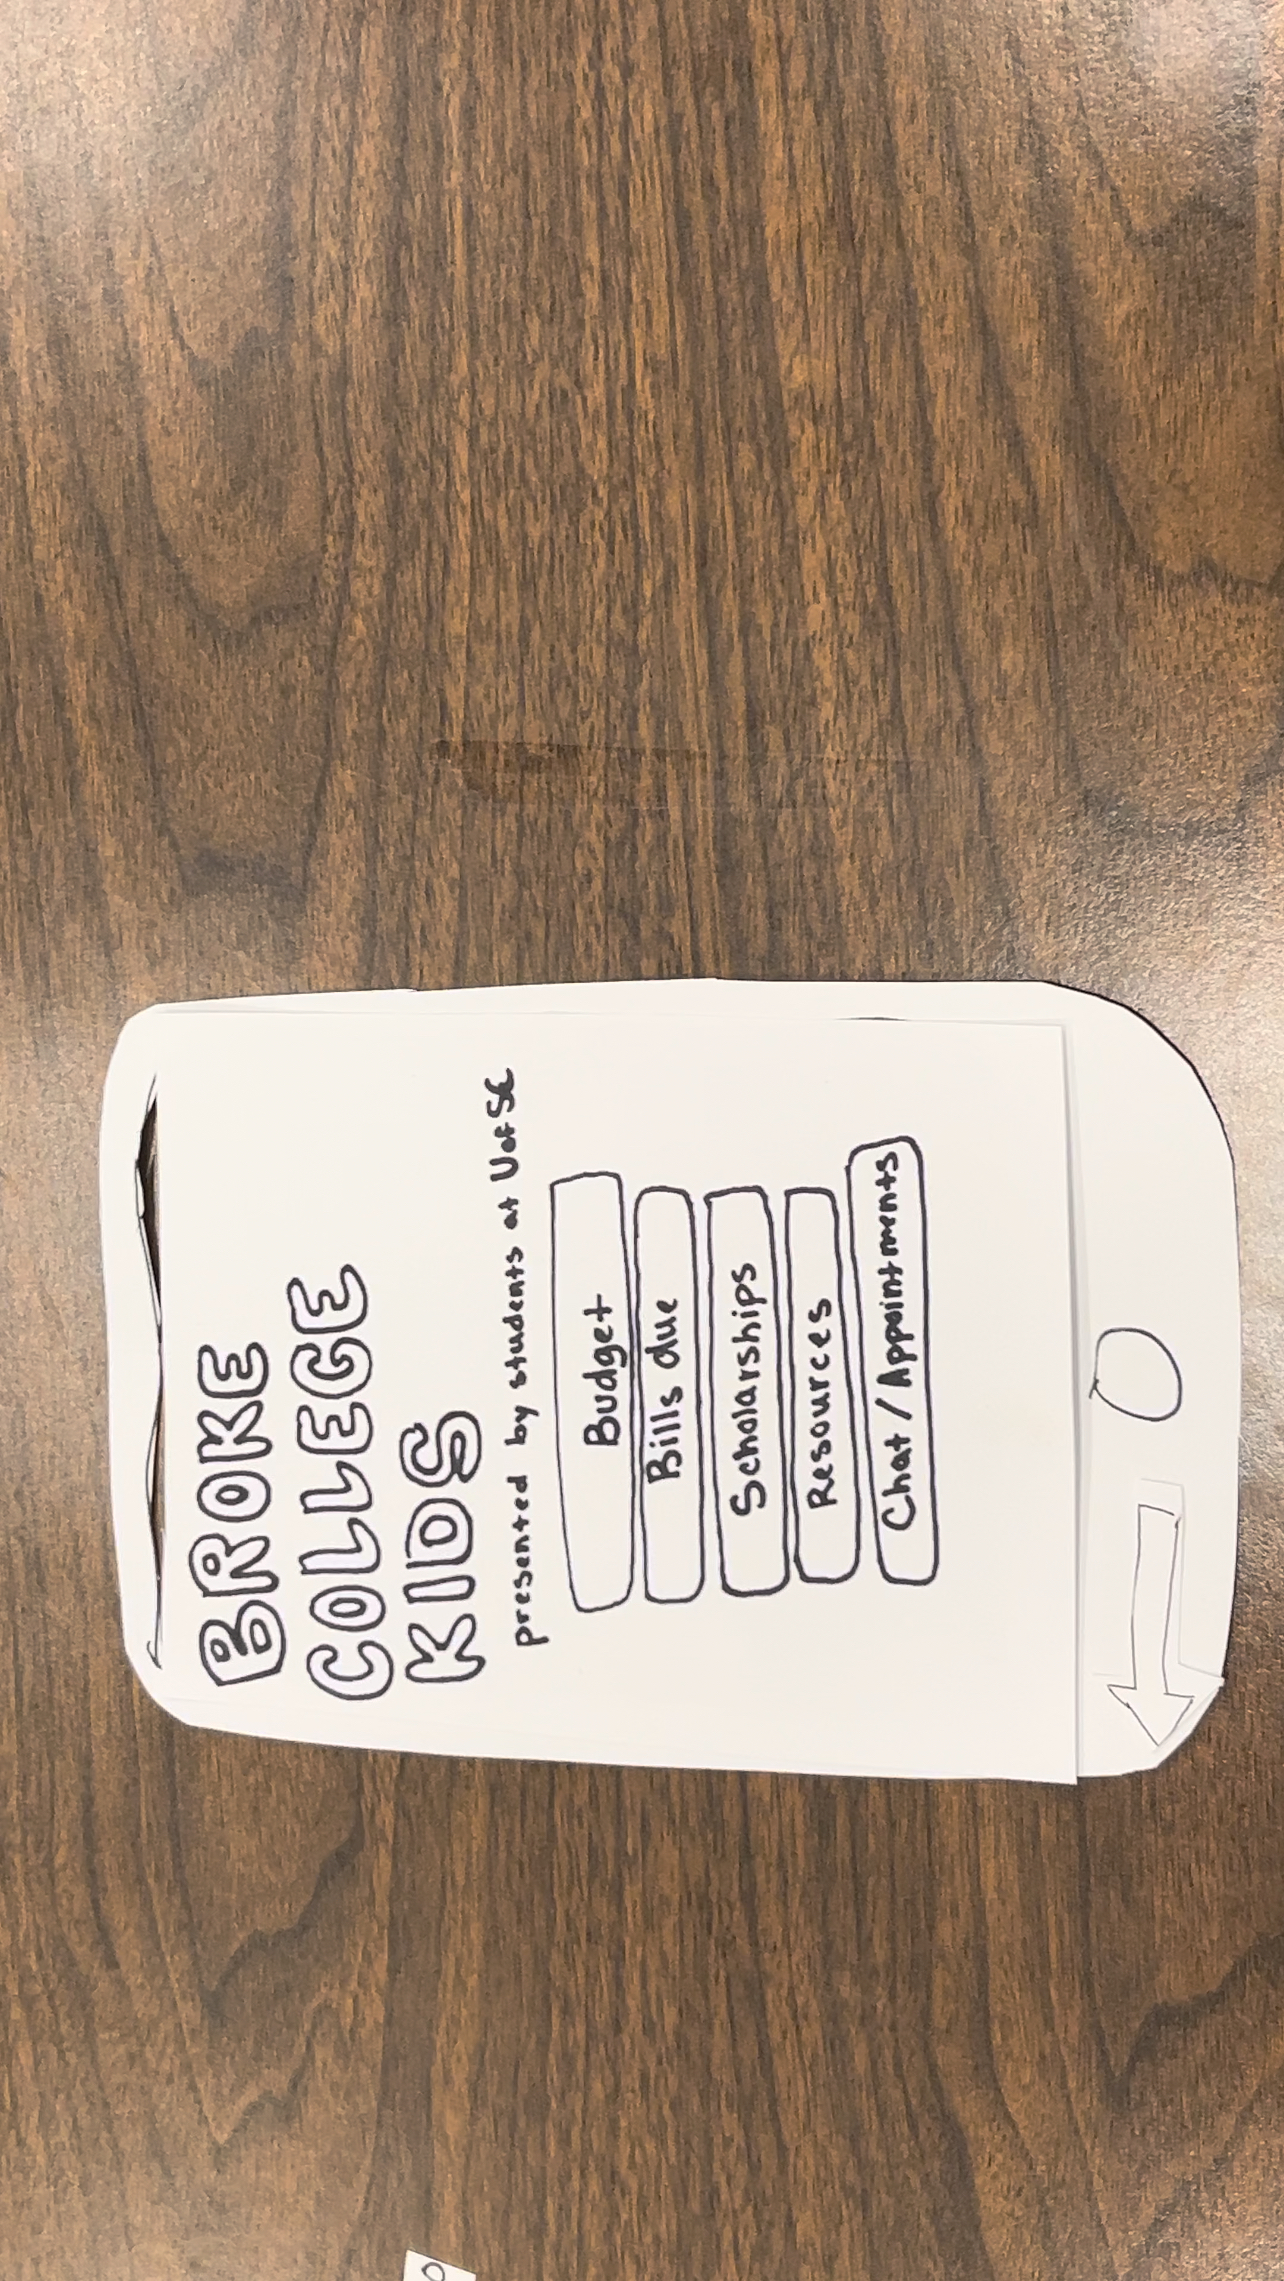 BROKE
COLLEGE
KIDS
presented by students at U of SC
Budget
Bills due
Scholarships
Resources
Chat / Appointments